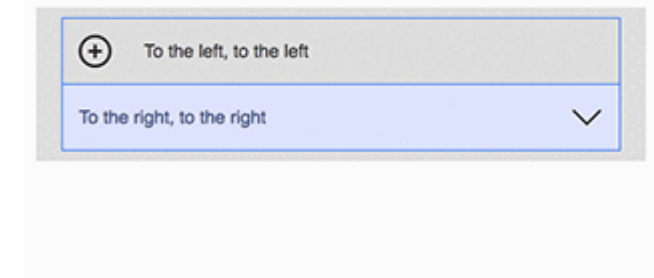 To the left, to the left
To the right, to the right